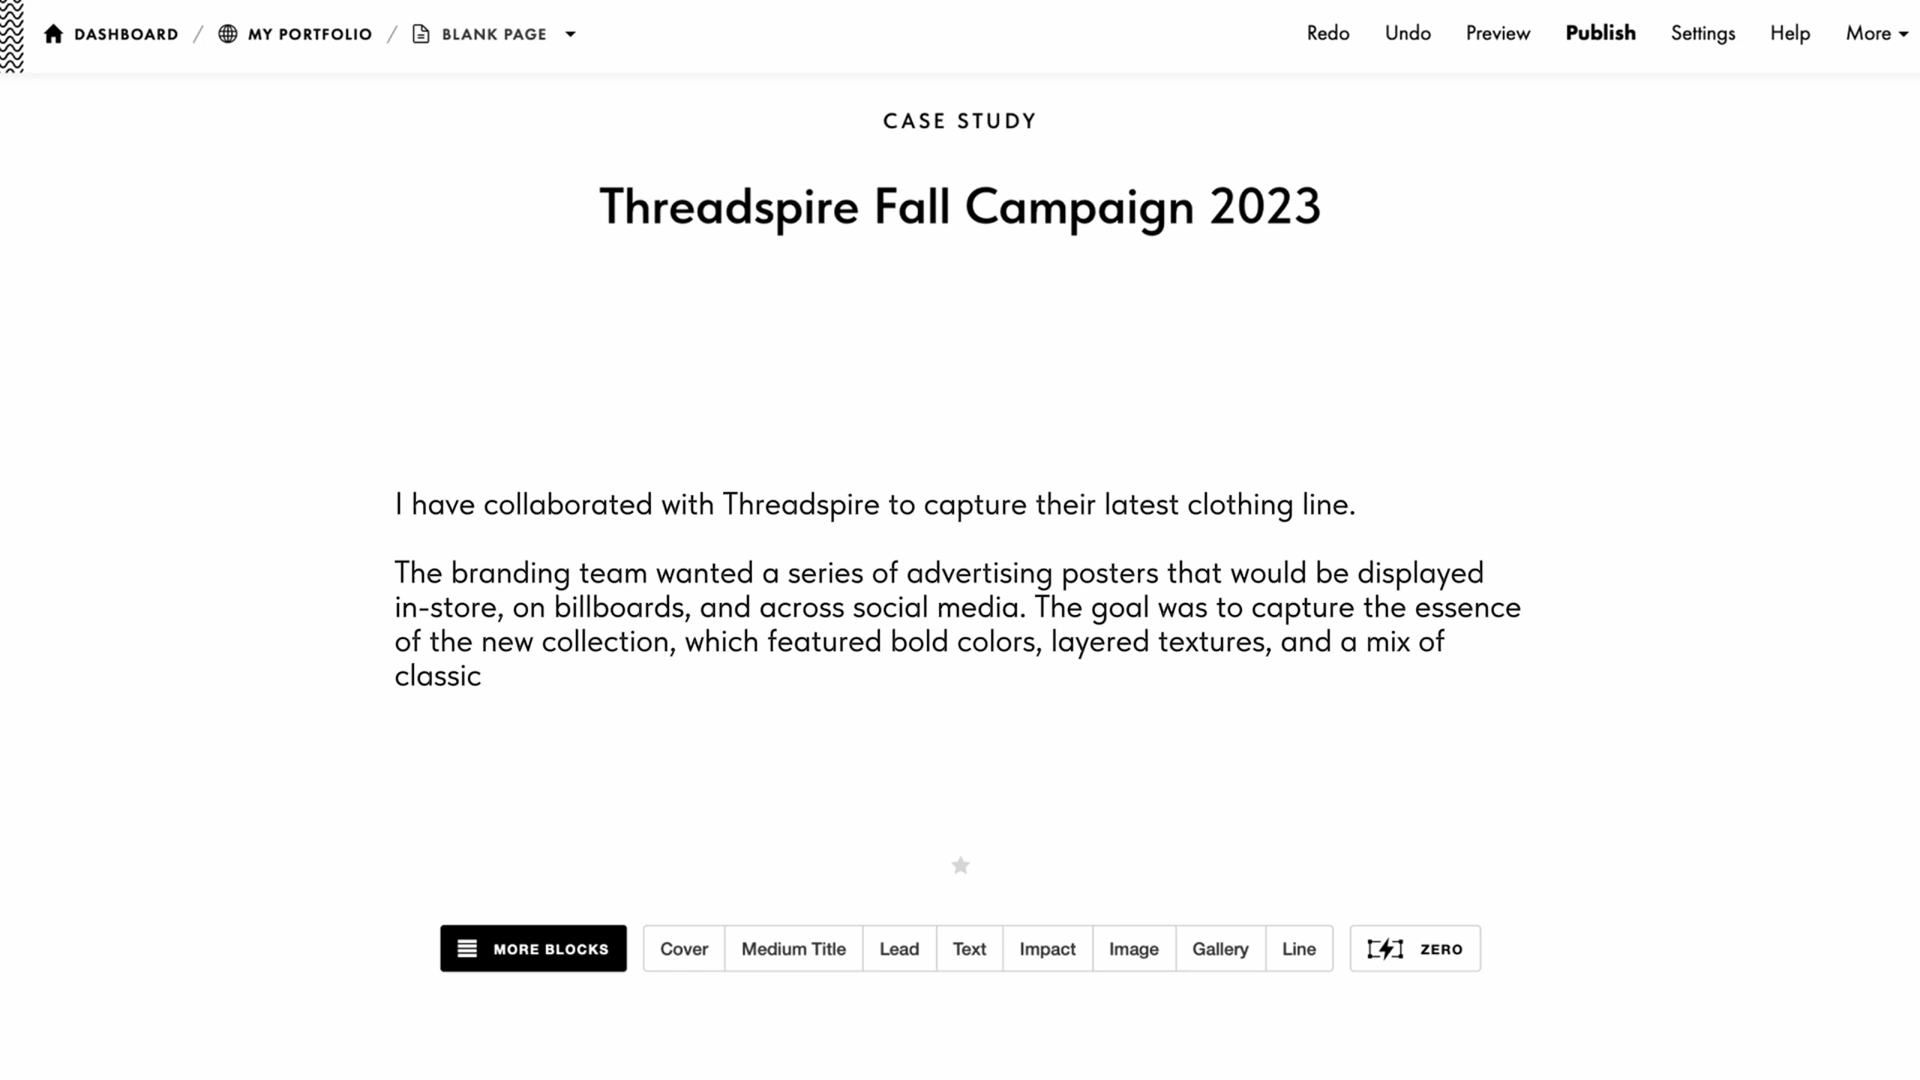 DASHBOARD / MY PORTFOLIO / BLANK PAGE
Redo Undo Preview Publish Settings Help More
CASE STUDY
Threadspire Fall Campaign 2023
I have collaborated with Threadspire to capture their latest clothing line.
The branding team wanted a series of advertising posters that would be displayed
in-store, on billboards, and across social media. The goal was to capture the essence
of the new collection, which featured bold colors, layered textures, and a mix of
classic
MORE BLOCKS Cover Medium Title Lead Text Impact Image Gallery Line ZERO